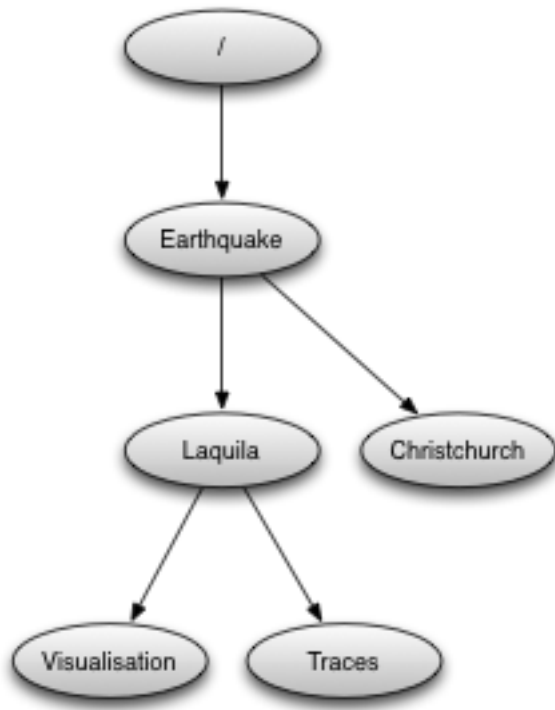 /
Earthquake
Laquila
Christchurch
Visualisation
Traces